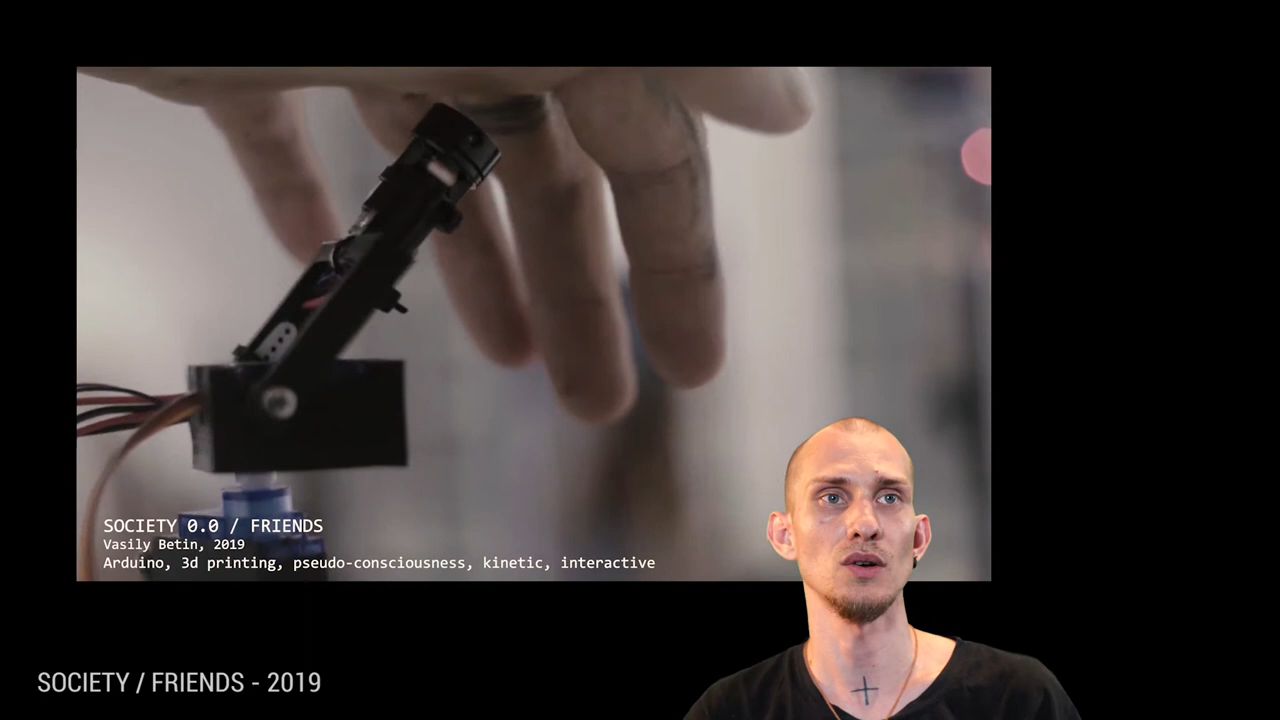 SOCIETY 0.0 / FRIENDS
Vasily Betin, 2019
Arduino, 3d printing, pseudo-consciousness, kinetic, interactive
SOCIETY / FRIENDS - 2019